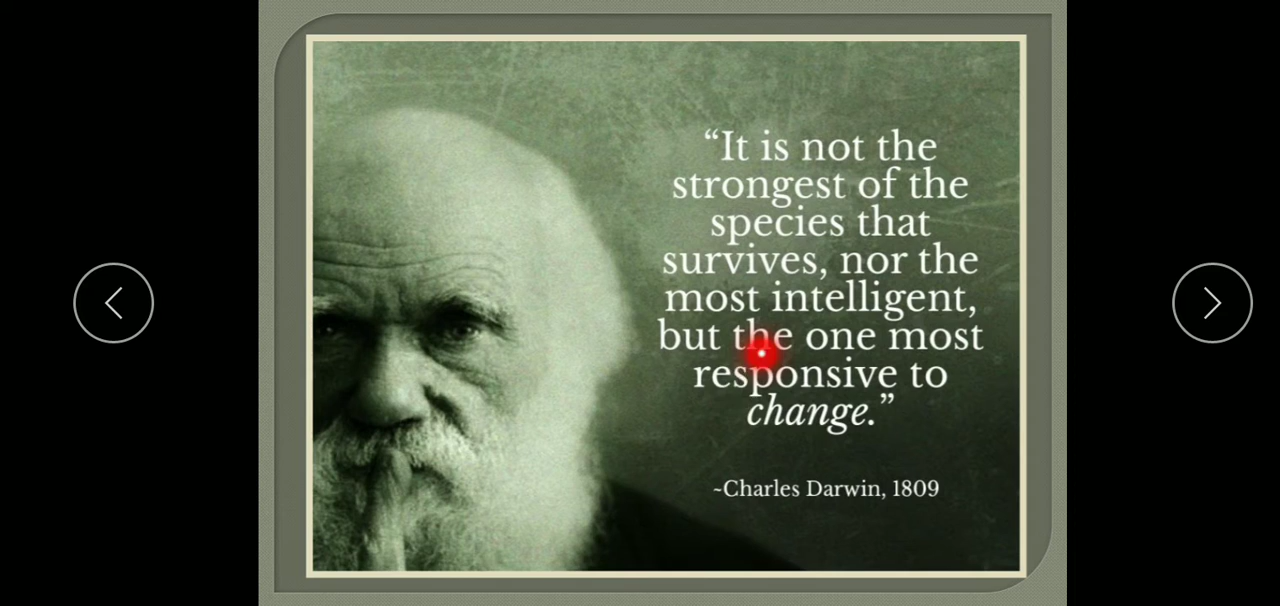 “It is not the
strongest of the
species that
survives, nor the
most intelligent,
but the one most
responsive to
change.”
~Charles Darwin, 1809